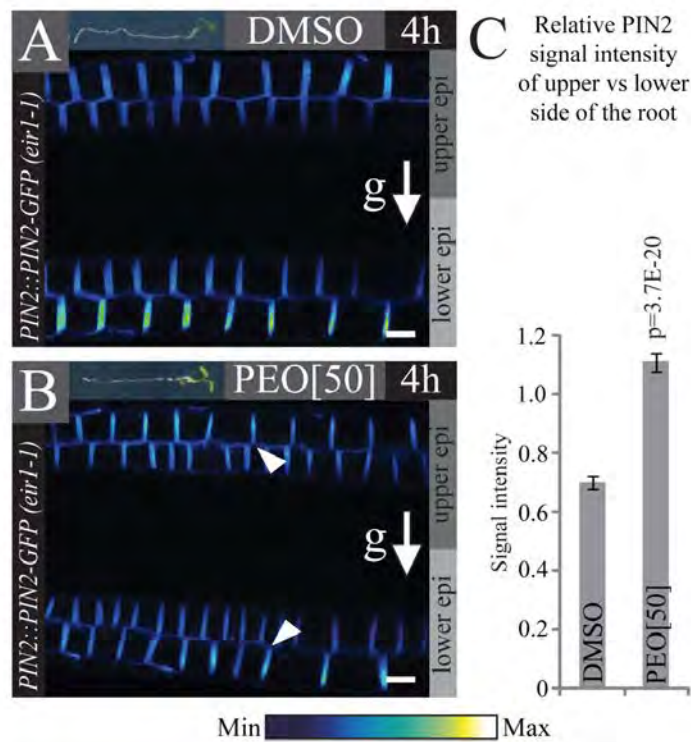 A
DMSO
4h
PIN2::PIN2-GFP (eir1-1)
upper epi
g
lower epi
B
PEO[50]
4h
PIN2::PIN2-GFP (eir1-1)
upper epi
g
lower epi
Min
Max
C
Relative PIN2
signal intensity
of upper vs lower
side of the root
p=3.7E-20
Signal intensity
1.2
1.0
0.8
0.6
0.4
0.2
0
DMSO
PEO[50]